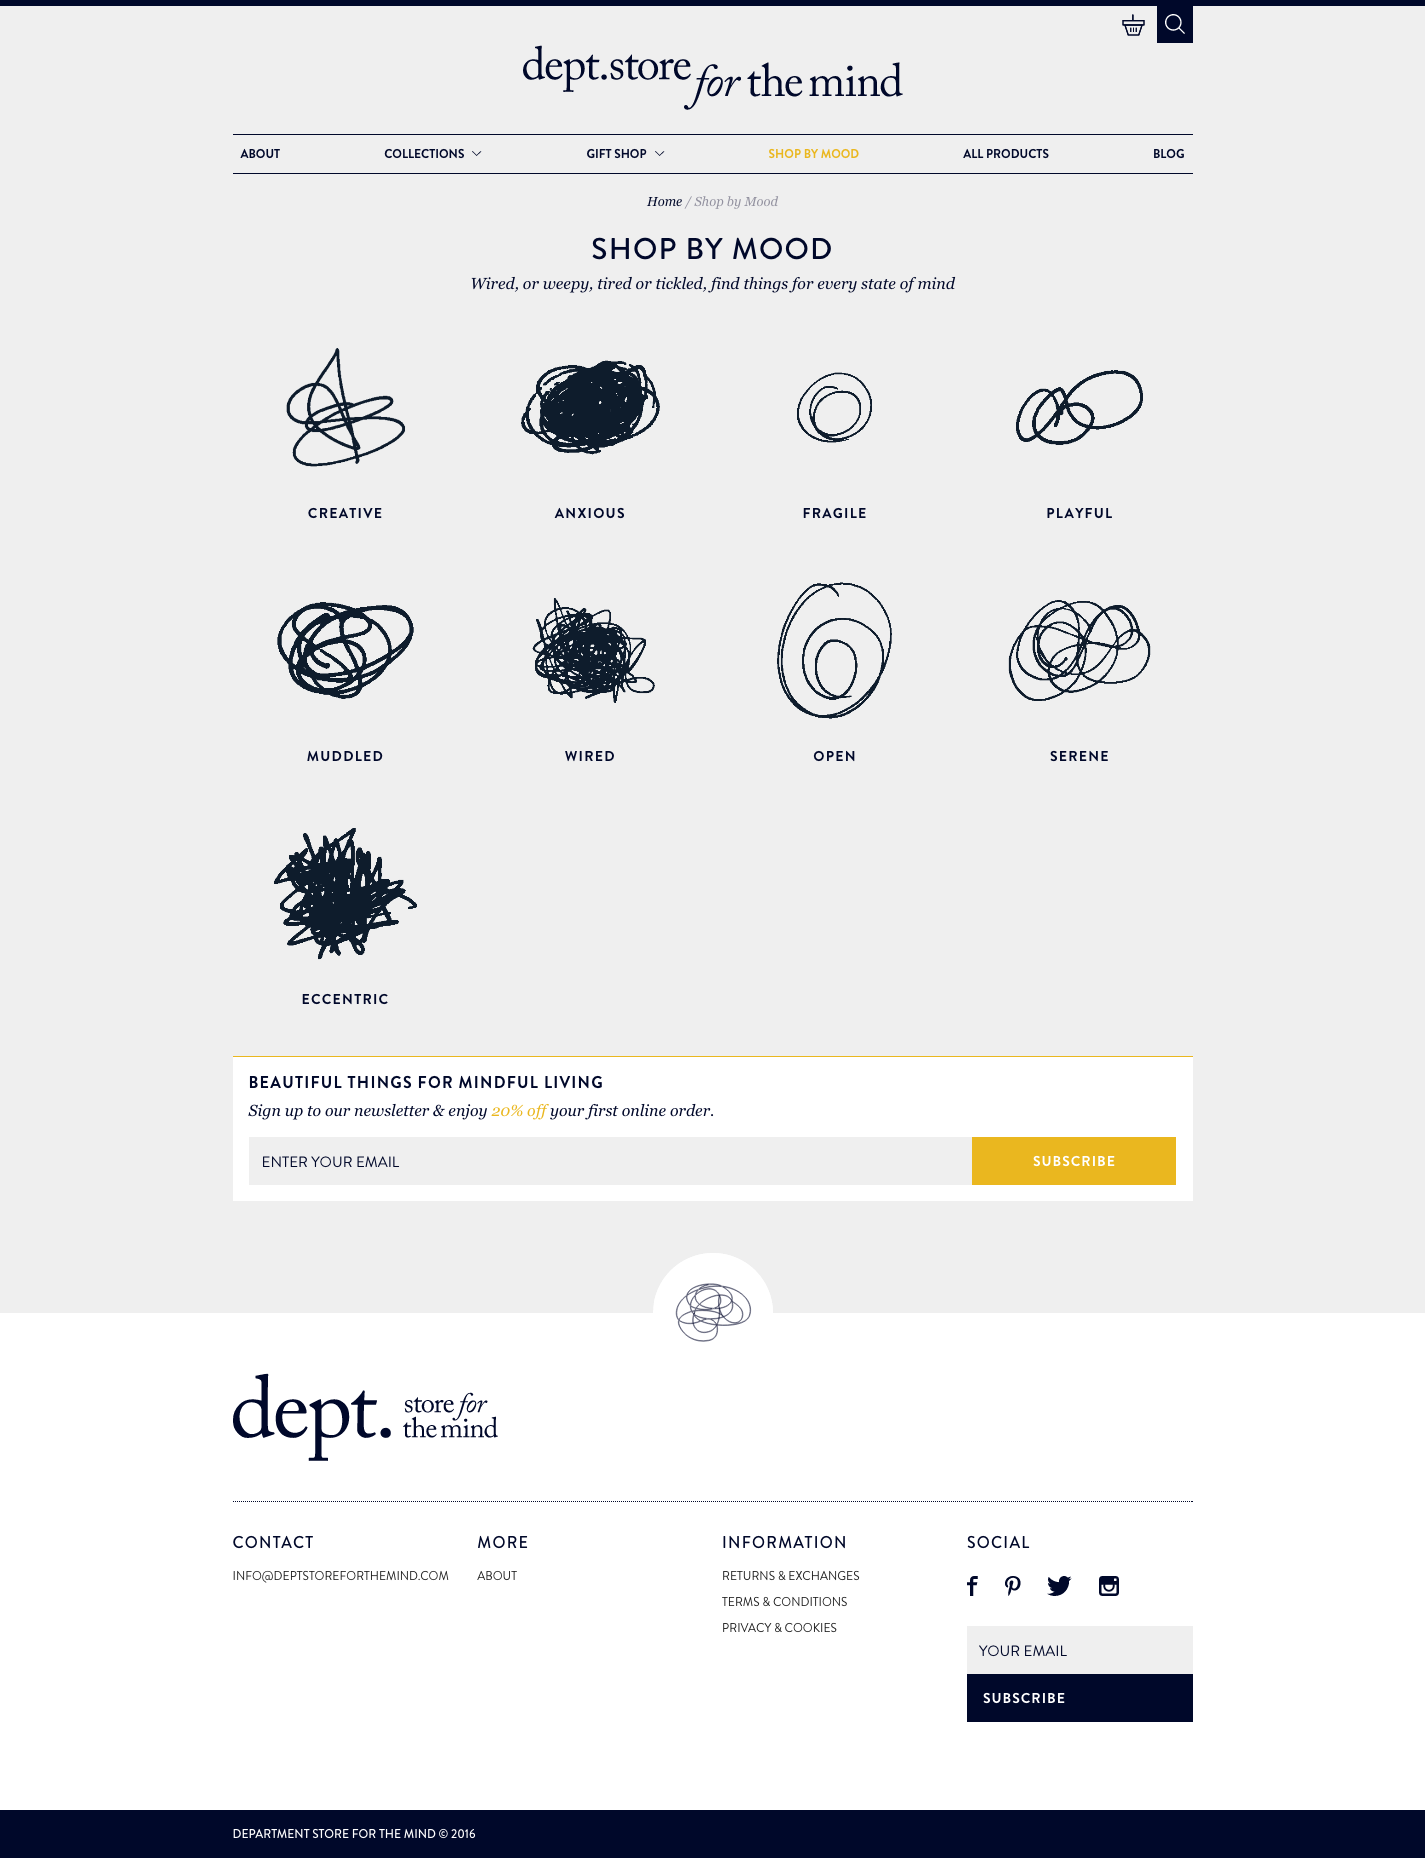 dept.store for the mind
ABOUT
COLLECTIONS
GIFT SHOP
SHOP BY MOOD
ALL PRODUCTS
BLOG
Home / Shop by Mood
SHOP BY MOOD
Wired, or weepy, tired or tickled, find things for every state of mind
CREATIVE
ANXIOUS
FRAGILE
PLAYFUL
MUDDLED
WIRED
OPEN
SERENE
ECCENTRIC
BEAUTIFUL THINGS FOR MINDFUL LIVING
Sign up to our newsletter & enjoy 20% off your first online order.
ENTER YOUR EMAIL
SUBSCRIBE
dept.
store for
the mind
CONTACT
INFO@DEPTSTOREFORTHEMIND.COM
MORE
ABOUT
INFORMATION
RETURNS & EXCHANGES
TERMS & CONDITIONS
PRIVACY & COOKIES
SOCIAL
YOUR EMAIL
SUBSCRIBE
DEPARTMENT STORE FOR THE MIND © 2016